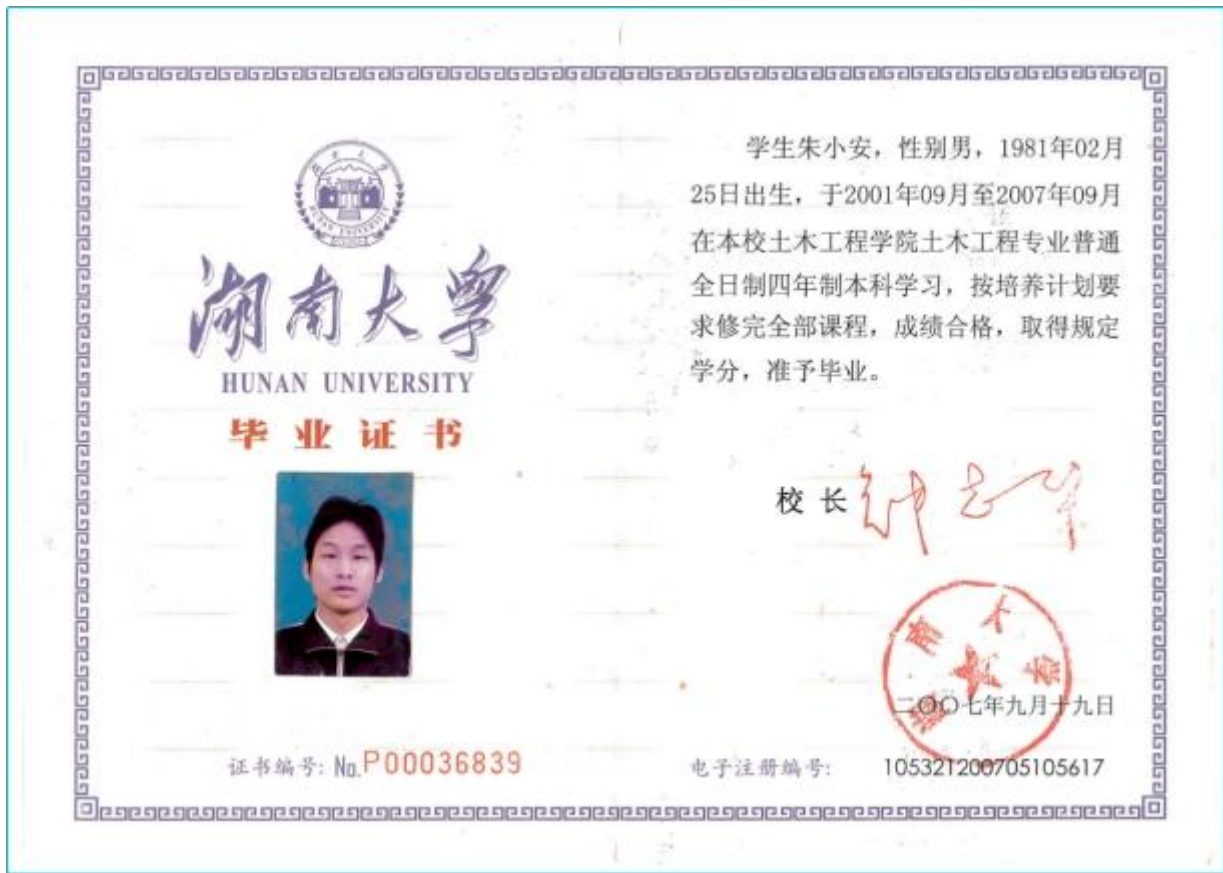 湖南大学
HUNAN UNIVERSITY
毕业证书
证书编号: No.P00036839
学生朱小安，性别男，1981年02月
25日出生，于2001年09月至2007年09月
在本校土木工程学院土木工程专业普通
全日制四年制本科学习，按培养计划要
求修完全部课程，成绩合格，取得规定
学分，准予毕业。
校 长
湖南大学
二〇〇七年九月十九日
电子注册编号: 105321200705105617